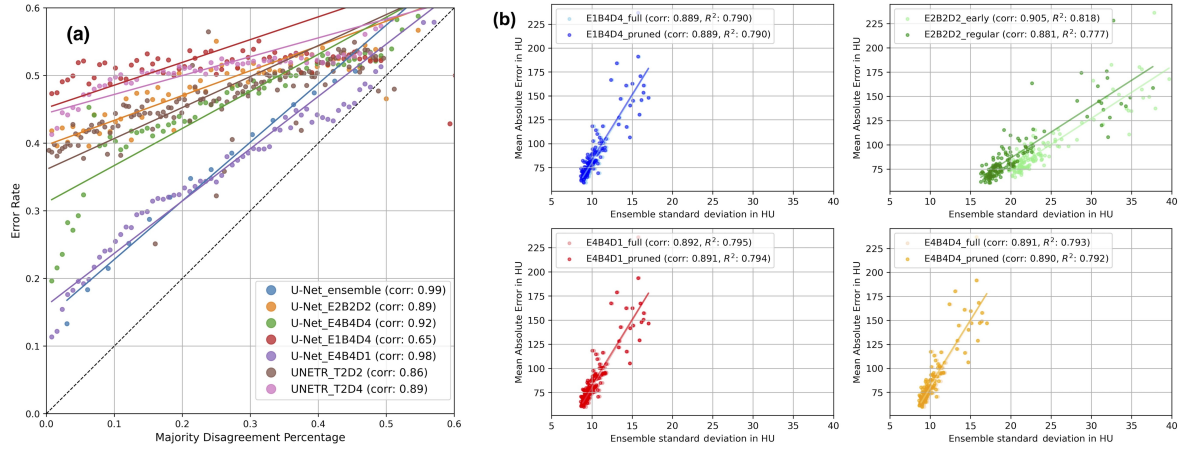 (a)
0.6
0.5
0.4
0.3
0.2
0.1
0.0
Error Rate
0.0 0.1 0.2 0.3 0.4 0.5 0.6
Majority Disagreement Percentage
U-Net_ensemble (corr: 0.99)
U-Net_E2B2D2 (corr: 0.89)
U-Net_E4B4D4 (corr: 0.92)
U-Net_E1B4D4 (corr: 0.65)
U-Net_E4B4D1 (corr: 0.98)
UNETR_T2D2 (corr: 0.86)
UNETR_T2D4 (corr: 0.89)
(b)
E1B4D4_full (corr: 0.889, R²: 0.790)
E1B4D4_pruned (corr: 0.889, R²: 0.790)
225
200
175
150
125
100
75
Mean Absolute Error in HU
5 10 15 20 25 30 35 40
Ensemble standard deviation in HU
E2B2D2_early (corr: 0.905, R²: 0.818)
E2B2D2_regular (corr: 0.881, R²: 0.777)
225
200
175
150
125
100
75
Mean Absolute Error in HU
5 10 15 20 25 30 35 40
Ensemble standard deviation in HU
E4B4D1_full (corr: 0.892, R²: 0.795)
E4B4D1_pruned (corr: 0.891, R²: 0.794)
225
200
175
150
125
100
75
Mean Absolute Error in HU
5 10 15 20 25 30 35 40
Ensemble standard deviation in HU
E4B4D4_full (corr: 0.891, R²: 0.793)
E4B4D4_pruned (corr: 0.890, R²: 0.792)
225
200
175
150
125
100
75
Mean Absolute Error in HU
5 10 15 20 25 30 35 40
Ensemble standard deviation in HU